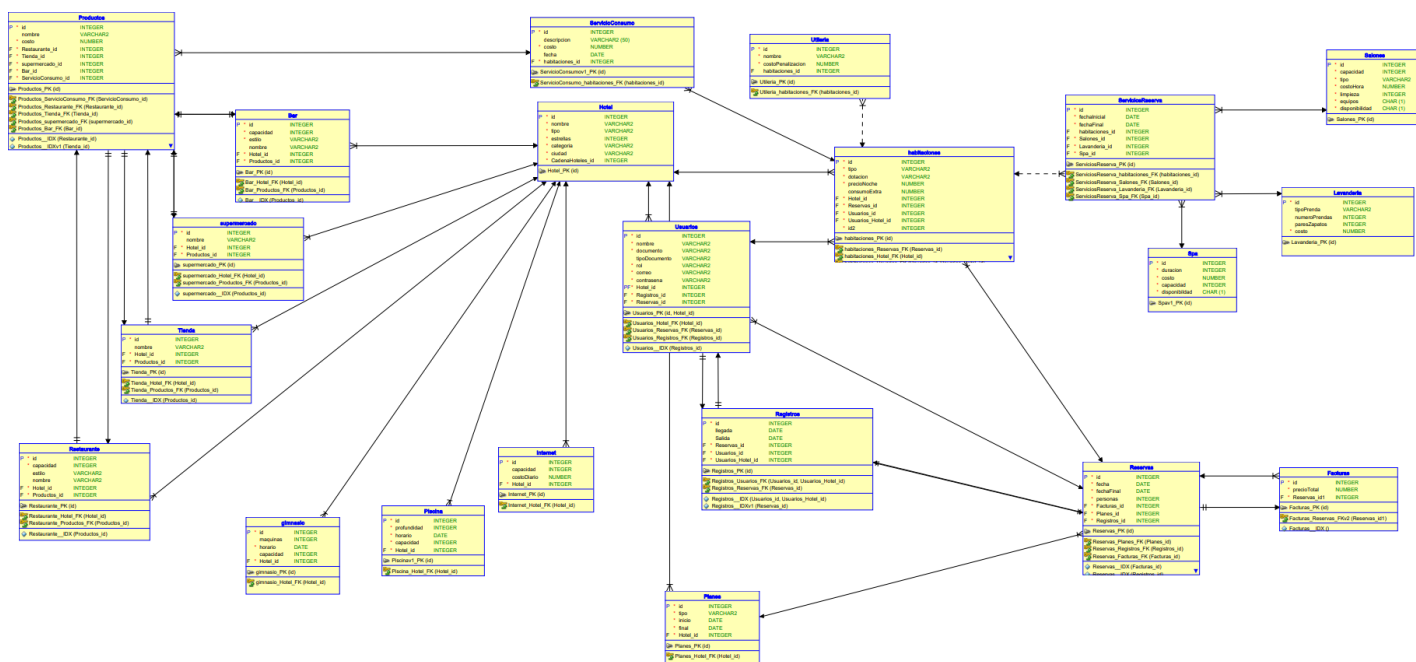 Productos
P * id INTEGER
nombre VARCHAR2
* costo NUMBER
F * Restaurante_id INTEGER
F * Tienda_id INTEGER
F * supermercado_id INTEGER
F * Bar_id INTEGER
F * ServicioConsumo_id INTEGER
Productos_PK (id)
Productos_ServicioConsumo_FK (ServicioConsumo_id)
Productos_Restaurante_FK (Restaurante_id)
Productos_Tienda_FK (Tienda_id)
Productos_supermercado_FK (supermercado_id)
Productos_Bar_FK (Bar_id)
Productos__IDX (Restaurante_id)
Productos__IDXv1 (Tienda_id)
ServicioConsumo
P * id INTEGER
descripcion VARCHAR2 (50)
* costo NUMBER
fecha DATE
F * habitaciones_id INTEGER
ServicioConsumov1_PK (id)
ServicioConsumo_habitaciones_FK (habitaciones_id)
Utileria
P * id INTEGER
* nombre VARCHAR2
* costoPenalizacion NUMBER
F habitaciones_id INTEGER
Utileria_PK (id)
Utileria_habitaciones_FK (habitaciones_id)
Salones
P * id INTEGER
* capacidad INTEGER
* tipo VARCHAR2
* costoHora NUMBER
* limpieza INTEGER
* equipos CHAR (1)
* disponibilidad CHAR (1)
Salones_PK (id)
ServiciosReserva
P * id INTEGER
* fechaInicial DATE
* fechaFinal DATE
F habitaciones_id INTEGER
F * Salones_id INTEGER
F * Lavanderia_id INTEGER
F * Spa_id INTEGER
ServiciosReserva_PK (id)
ServiciosReserva_habitaciones_FK (habitaciones_id)
ServiciosReserva_Salones_FK (Salones_id)
ServiciosReserva_Lavanderia_FK (Lavanderia_id)
ServiciosReserva_Spa_FK (Spa_id)
Hotel
P * id INTEGER
* nombre VARCHAR2
* tipo VARCHAR2
* estrellas INTEGER
* categoria VARCHAR2
* ciudad VARCHAR2
* CadenaHoteles_id INTEGER
Hotel_PK (id)
Bar
P * id INTEGER
* capacidad INTEGER
* estilo VARCHAR2
nombre VARCHAR2
F * Hotel_id INTEGER
F * Productos_id INTEGER
Bar_PK (id)
Bar_Hotel_FK (Hotel_id)
Bar_Productos_FK (Productos_id)
Bar__IDX (Productos_id)
habitaciones
P * id INTEGER
* tipo VARCHAR2
* dotacion VARCHAR2
* precioNoche NUMBER
consumoExtra NUMBER
F * Hotel_id INTEGER
F * Reservas_id INTEGER
F * Usuarios_id INTEGER
F * Usuarios_Hotel_id INTEGER
* id2 INTEGER
habitaciones_PK (id)
habitaciones_Reservas_FK (Reservas_id)
habitaciones_Hotel_FK (Hotel_id)
Lavanderia
P * id INTEGER
* tipoPrenda VARCHAR2
* numeroPrendas INTEGER
* paresZapatos INTEGER
* costo NUMBER
Lavanderia_PK (id)
supermercado
P * id INTEGER
nombre VARCHAR2
F * Hotel_id INTEGER
F * Productos_id INTEGER
supermercado_PK (id)
supermercado_Hotel_FK (Hotel_id)
supermercado_Productos_FK (Productos_id)
supermercado__IDX (Productos_id)
Usuarios
P * id INTEGER
* nombre VARCHAR2
* documento VARCHAR2
* tipoDocumento VARCHAR2
* rol VARCHAR2
* correo VARCHAR2
* contrasena VARCHAR2
PF* Hotel_id INTEGER
F * Registros_id INTEGER
F * Reservas_id INTEGER
Usuarios_PK (id, Hotel_id)
Usuarios_Hotel_FK (Hotel_id)
Usuarios_Reservas_FK (Reservas_id)
Usuarios_Registros_FK (Registros_id)
Usuarios__IDX (Registros_id)
Spa
P * id INTEGER
* duracion INTEGER
* costo NUMBER
* capacidad INTEGER
* disponibilidad CHAR (1)
Spav1_PK (id)
Tienda
P * id INTEGER
nombre VARCHAR2
F * Hotel_id INTEGER
F * Productos_id INTEGER
Tienda_PK (id)
Tienda_Hotel_FK (Hotel_id)
Tienda_Productos_FK (Productos_id)
Tienda__IDX (Productos_id)
Registros
P * id INTEGER
* llegada DATE
* Salida DATE
F * Reservas_id INTEGER
F * Usuarios_id INTEGER
F * Usuarios_Hotel_id INTEGER
Registros_PK (id)
Registros_Usuarios_FK (Usuarios_id, Usuarios_Hotel_id)
Registros_Reservas_FK (Reservas_id)
Registros__IDX (Usuarios_id, Usuarios_Hotel_id)
Registros__IDXv1 (Reservas_id)
Restaurante
P * id INTEGER
* capacidad INTEGER
estilo VARCHAR2
nombre VARCHAR2
F * Hotel_id INTEGER
F * Productos_id INTEGER
Restaurante_PK (id)
Restaurante_Hotel_FK (Hotel_id)
Restaurante_Productos_FK (Productos_id)
Restaurante__IDX (Productos_id)
Internet
P * id INTEGER
* capacidad INTEGER
* costoDiario NUMBER
F * Hotel_id INTEGER
Internet_PK (id)
Internet_Hotel_FK (Hotel_id)
Reservas
P * id INTEGER
* fecha DATE
* fechaFinal DATE
* personas INTEGER
F * Facturas_id INTEGER
F * Planes_id INTEGER
F * Registros_id INTEGER
Reservas_PK (id)
Reservas_Planes_FK (Planes_id)
Reservas_Registros_FK (Registros_id)
Reservas_Facturas_FK (Facturas_id)
Reservas__IDX (Facturas_id)
Reservas__IDX (Registros_id)
Facturas
P * id INTEGER
* precioTotal NUMBER
F * Reservas_id1 INTEGER
Facturas_PK (id)
Facturas_Reservas_FKv2 (Reservas_id1)
Facturas__IDX ()
gimnasio
P * id INTEGER
maquinas INTEGER
* horario DATE
capacidad INTEGER
F * Hotel_id INTEGER
gimnasio_PK (id)
gimnasio_Hotel_FK (Hotel_id)
Piscina
P * id INTEGER
* profundidad INTEGER
* horario DATE
* capacidad INTEGER
F * Hotel_id INTEGER
Piscinav1_PK (id)
Piscina_Hotel_FK (Hotel_id)
Planes
P * id INTEGER
* tipo VARCHAR2
* inicio DATE
* final DATE
F * Hotel_id INTEGER
Planes_PK (id)
Planes_Hotel_FK (Hotel_id)